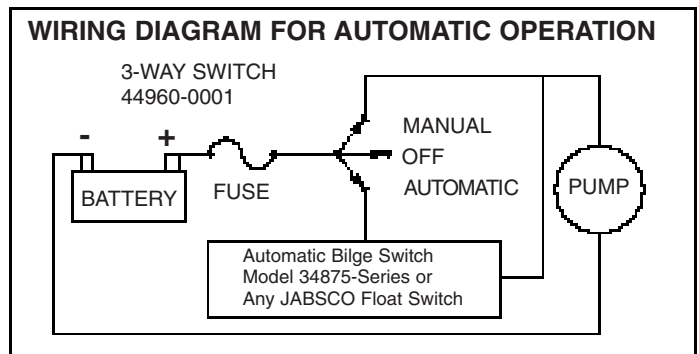 WIRING DIAGRAM FOR AUTOMATIC OPERATION
3-WAY SWITCH
44960-0001
- +
BATTERY
FUSE
MANUAL
OFF
AUTOMATIC
PUMP
Automatic Bilge Switch
Model 34875-Series or
Any JABSCO Float Switch